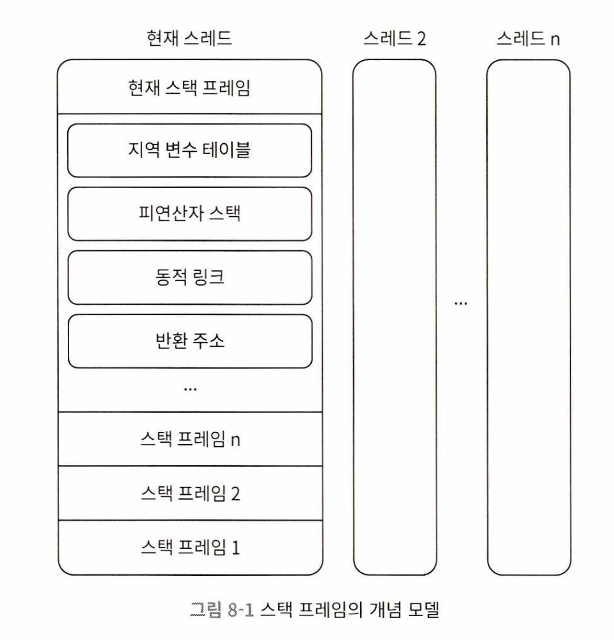 현재 스레드
스레드 2
스레드 n
현재 스택 프레임
지역 변수 테이블
피연산자 스택
동적 링크
반환 주소
...
...
스택 프레임 n
스택 프레임 2
스택 프레임 1
그림 8-1 스택 프레임의 개념 모델